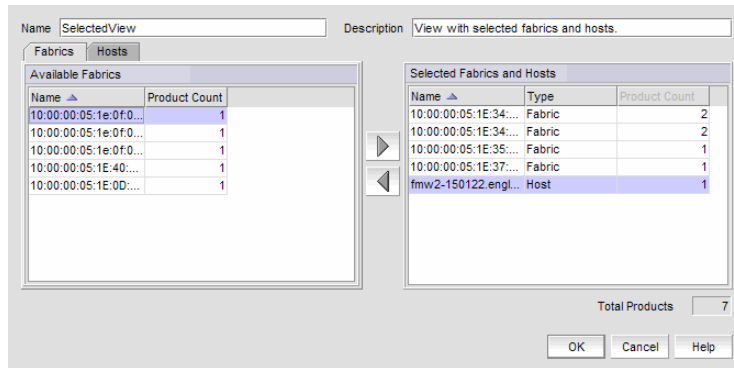 Name SelectedView Description View with selected fabrics and hosts.
Fabrics Hosts
Available Fabrics
Name Product Count
10:00:00:05:1e:0f:0... 1
10:00:00:05:1e:0f:0... 1
10:00:00:05:1e:0f:0... 1
10:00:00:05:1E:40:... 1
10:00:00:05:1E:0D:... 1
Selected Fabrics and Hosts
Name Type Product Count
10:00:00:05:1E:34:... Fabric 2
10:00:00:05:1E:34:... Fabric 2
10:00:00:05:1E:35:... Fabric 1
10:00:00:05:1E:37:... Fabric 1
fmw2-150122.engl... Host 1
Total Products 7
OK Cancel Help